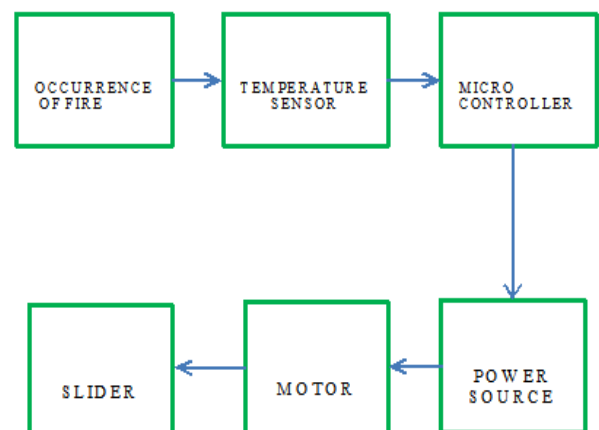 OCCURRENCE
OF FIRE
TEMPERATURE
SENSOR
MICRO
CONTROLLER
SLIDER
MOTOR
POWER
SOURCE